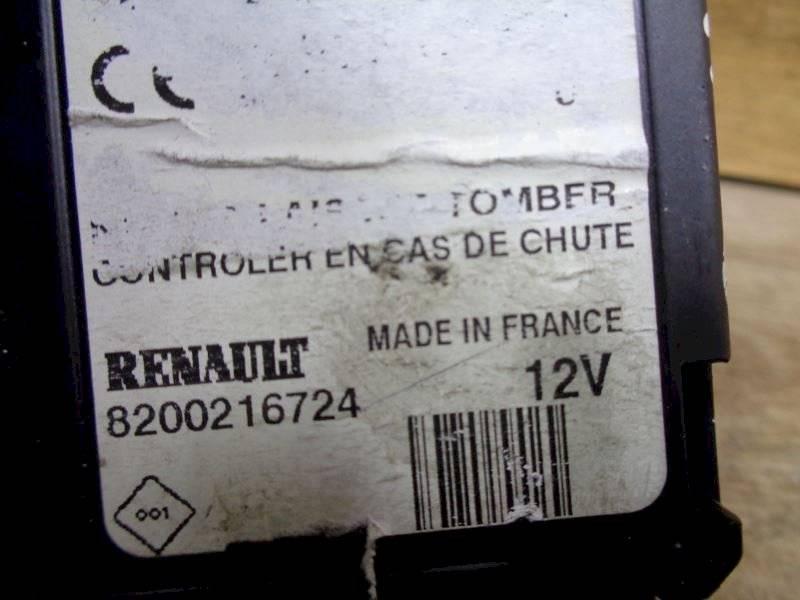 CE
TOMBER
CONTROLER EN CAS DE CHUTE
MADE IN FRANCE
RENAULT
12V
8200216724
001